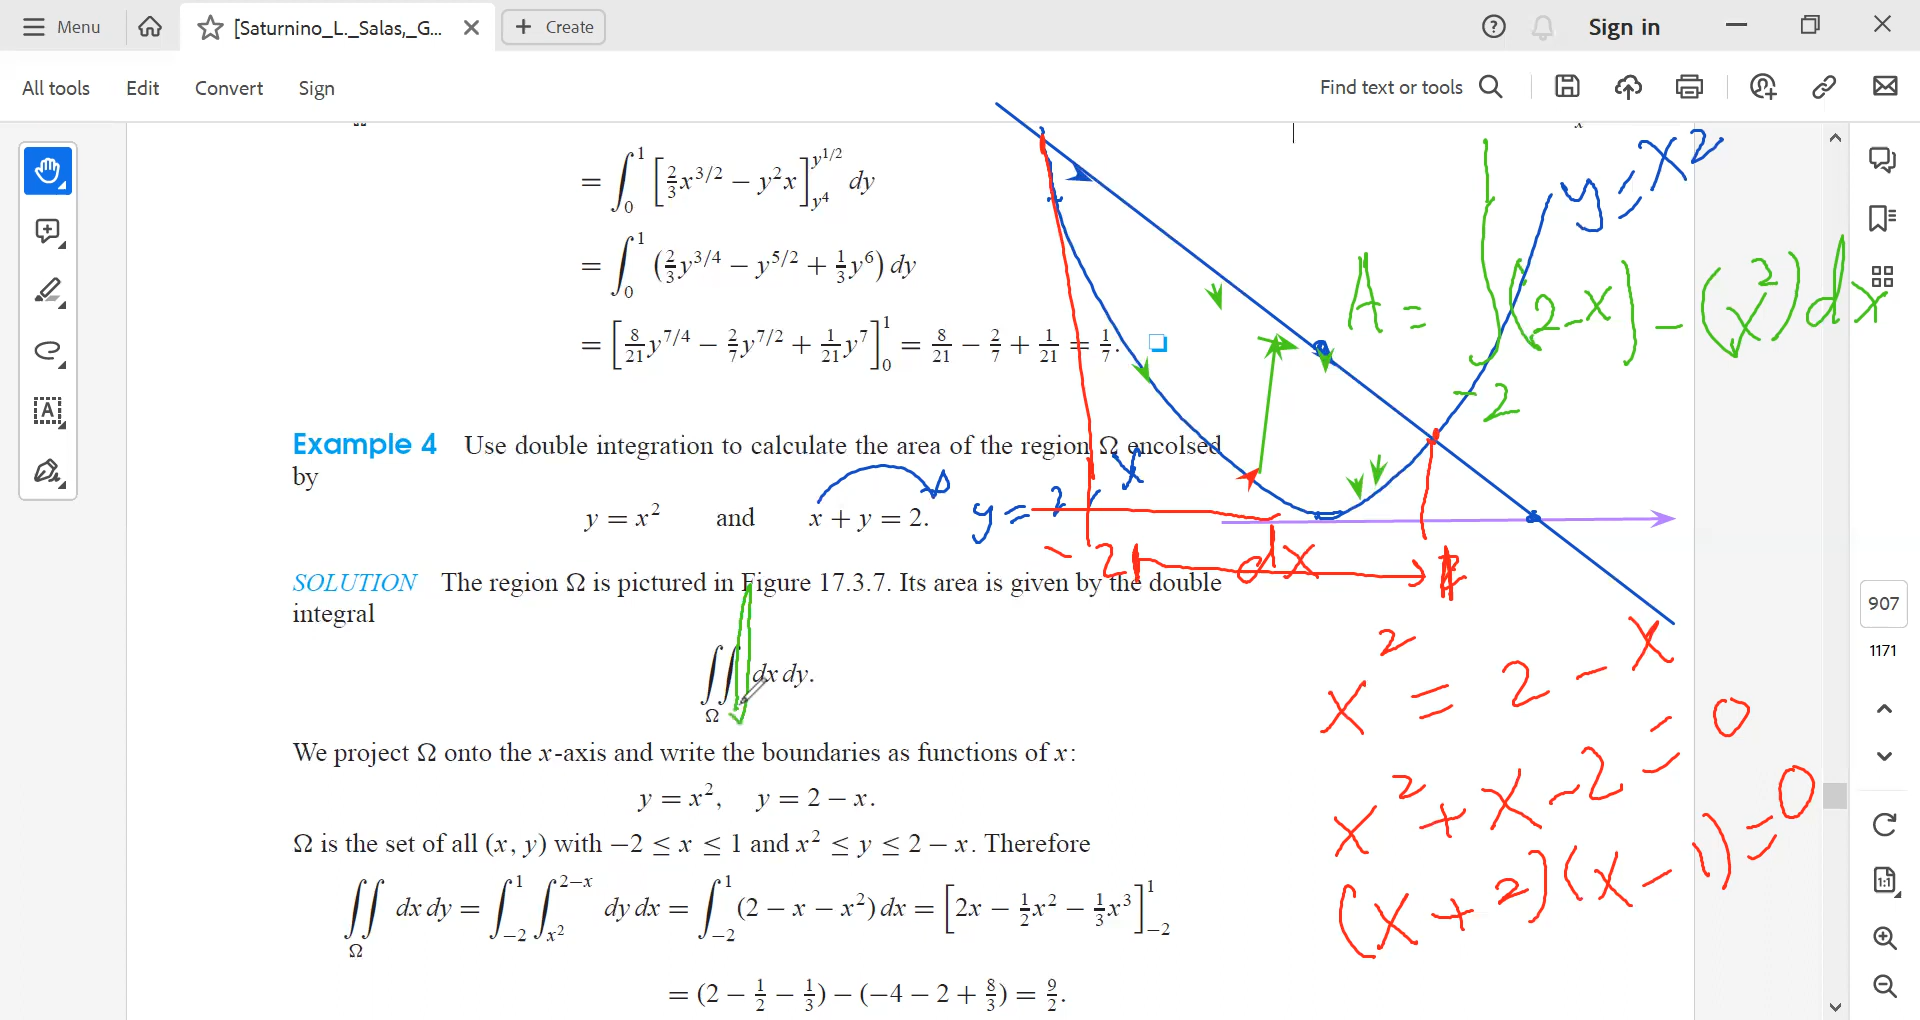 Menu
[Saturnino_L._Salas,_G...
Create
Sign in
All tools
Edit
Convert
Sign
Find text or tools
= ∫₀¹ [⅔x^{3/2} − y²x]_{y⁴}^{y^{1/2}} dy
= ∫₀¹ (⅔y^{3/4} − y^{5/2} + ⅓y⁶) dy
= [8/21 y^{7/4} − 2/7 y^{7/2} + 1/21 y⁷]₀¹ = 8/21 − 2/7 + 1/21 = 1/7. ❑
y = x²
A = ∫₋₂¹ (2-x) - (x²) dx
Example 4 Use double integration to calculate the area of the region Ω encolsed
by
y = x² and x + y = 2.
y = 2 - x
-2
dx
1
SOLUTION The region Ω is pictured in Figure 17.3.7. Its area is given by the double
integral
∬_Ω dx dy.
We project Ω onto the x-axis and write the boundaries as functions of x:
y = x², y = 2 − x.
Ω is the set of all (x, y) with −2 ≤ x ≤ 1 and x² ≤ y ≤ 2 − x. Therefore
∬_Ω dx dy = ∫₋₂¹ ∫_{x²}^{2−x} dy dx = ∫₋₂¹ (2 − x − x²) dx = [2x − ½x² − ⅓x³]₋₂¹
= (2 − ½ − ⅓) − (−4 − 2 + 8/3) = 9/2.
x² = 2 - x
x² + x - 2 = 0
(x + 2)(x - 1) = 0
907
1171
1:1